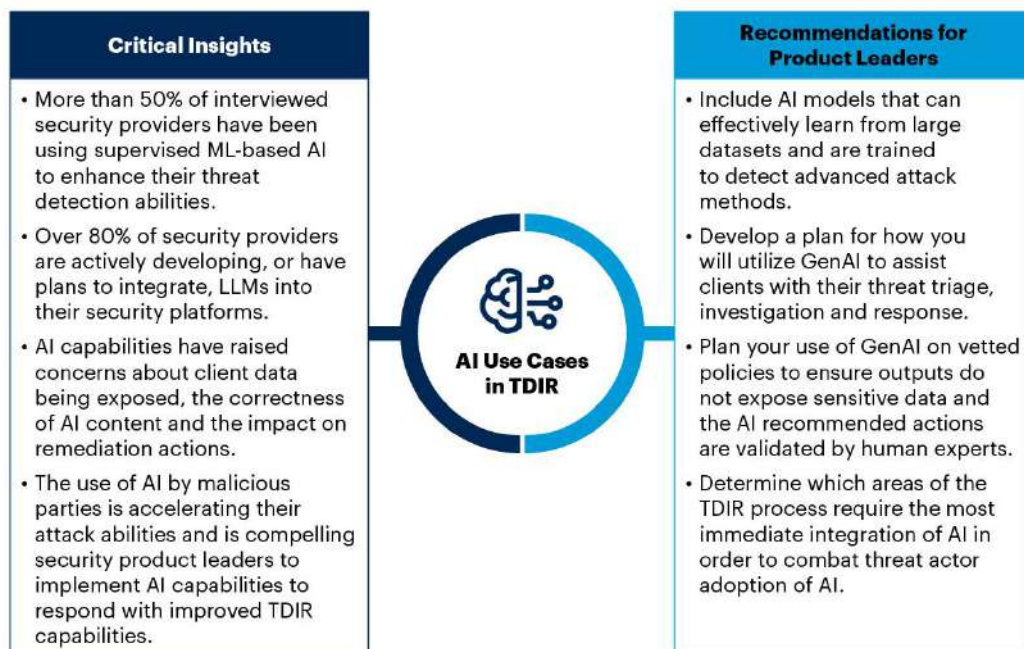 Critical Insights
• More than 50% of interviewed
security providers have been
using supervised ML-based AI
to enhance their threat
detection abilities.
• Over 80% of security providers
are actively developing, or have
plans to integrate, LLMs into
their security platforms.
• AI capabilities have raised
concerns about client data
being exposed, the correctness
of AI content and the impact on
remediation actions.
• The use of AI by malicious
parties is accelerating their
attack abilities and is compelling
security product leaders to
implement AI capabilities to
respond with improved TDIR
capabilities.
AI Use Cases
in TDIR
Recommendations for
Product Leaders
• Include AI models that can
effectively learn from large
datasets and are trained
to detect advanced attack
methods.
• Develop a plan for how you
will utilize GenAI to assist
clients with their threat triage,
investigation and response.
• Plan your use of GenAI on vetted
policies to ensure outputs do
not expose sensitive data and
the AI recommended actions
are validated by human experts.
• Determine which areas of the
TDIR process require the most
immediate integration of AI in
order to combat threat actor
adoption of AI.